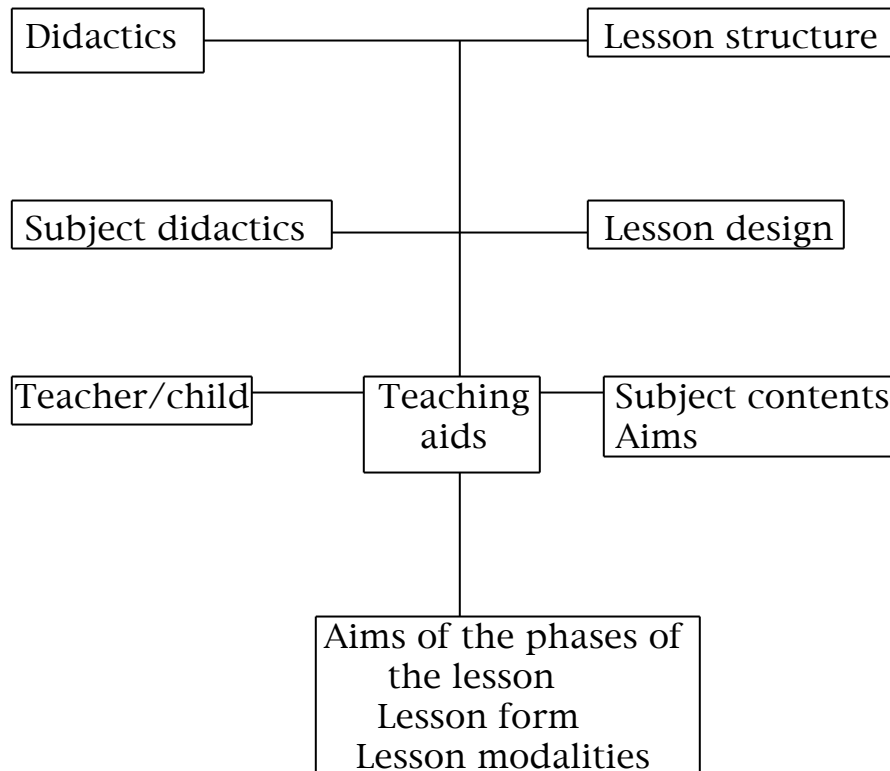 Didactics
Lesson structure
Subject didactics
Lesson design
Teacher/child
Teaching
aids
Subject contents
Aims
Aims of the phases of
the lesson
Lesson form
Lesson modalities